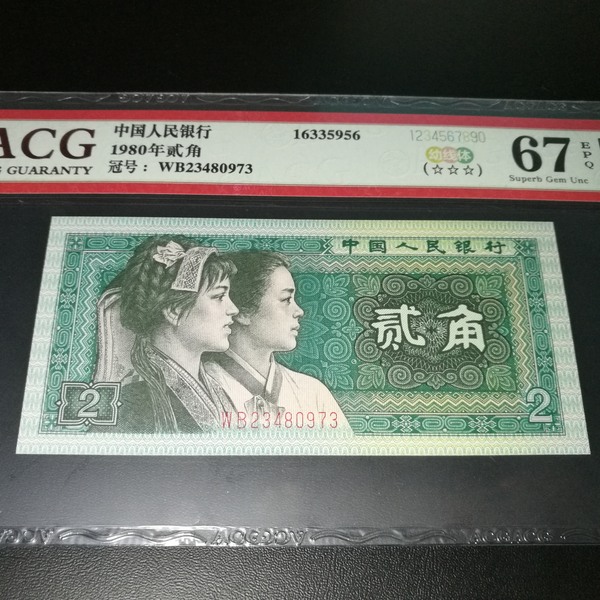 ACG
S GUARANTY
中国人民银行
1980年贰角
冠号: WB23480973
16335956
1234567890
幼线体
(☆☆☆)
67
EPQ
Superb Gem Unc
中国人民银行
贰角
2
WB23480973
2